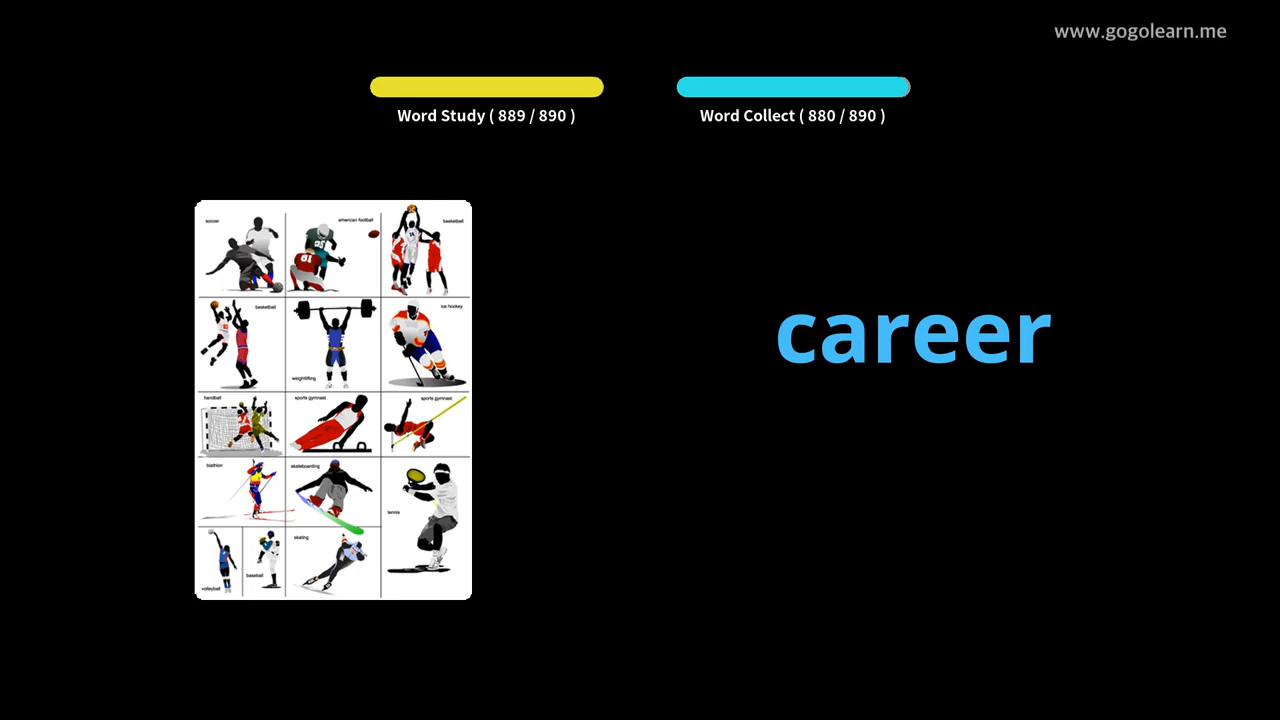 www.gogolearn.me
Word Study ( 889 / 890 )
Word Collect ( 880 / 890 )
soccer
american football
basketball
basketball
weightlifting
ice hockey
handball
sports gymnast
sports gymnast
biathlon
skateboarding
tennis
volleyball
baseball
skating
career